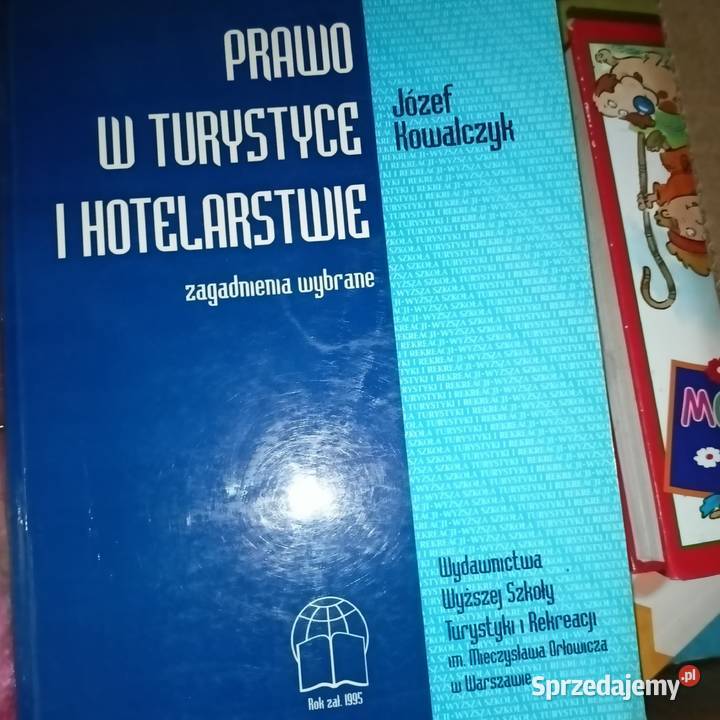 PRAWO
W TURYSTYCE
I HOTELARSTWIE
zagadnienia wybrane
Józef
Kowalczyk
Wydawnictwa
Wyższej Szkoły
Turystyki i Rekreacji
im. Mieczysława Orłowicza
w Warszawie
Rok zał. 1995
Sprzedajemy.pl